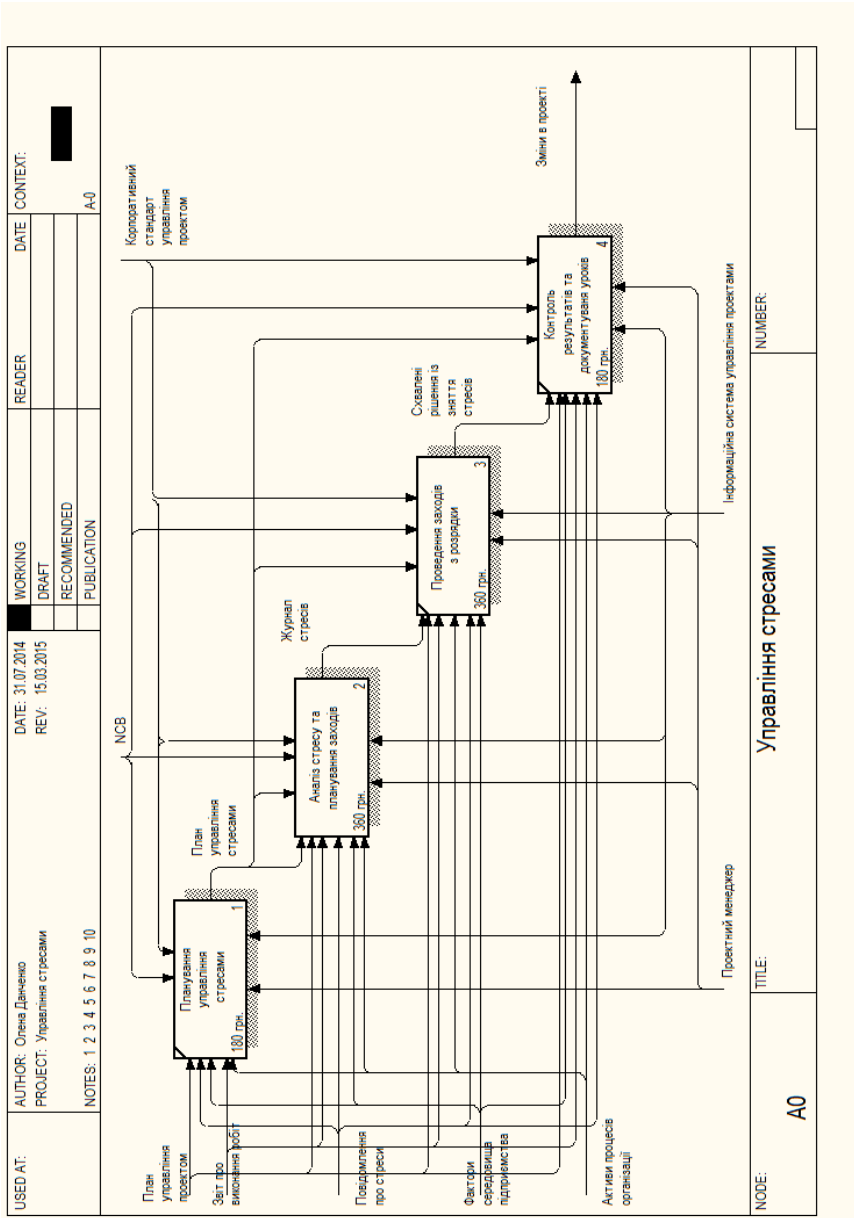 USED AT:
AUTHOR: Олена Данченко
DATE: 31.07.2014
PROJECT: Управління стресами
REV: 15.03.2015
NOTES: 1 2 3 4 5 6 7 8 9 10
WORKING
DRAFT
RECOMMENDED
PUBLICATION
READER
DATE
CONTEXT:
A-0
NCB
Корпоративний
стандарт
управління
проектом
План
управління
проектом
Звіт про
виконання робіт
Повідомлення
про стреси
Фактори
середовища
підприємства
Активи процесів
організації
Планування
управління
стресами
180 грн.
1
План
управління
стресами
Аналіз стресу та
планування заходів
360 грн.
2
Журнал
стресів
Проведення заходів
з розрядки
360 грн.
3
Схвалені
рішення із
зняття
стресів
Контроль
результатів та
документуваня уроків
180 грн.
4
Зміни в проекті
Проектний менеджер
Інформаційна система управління проектами
NODE:
A0
TITLE:
Управління стресами
NUMBER: